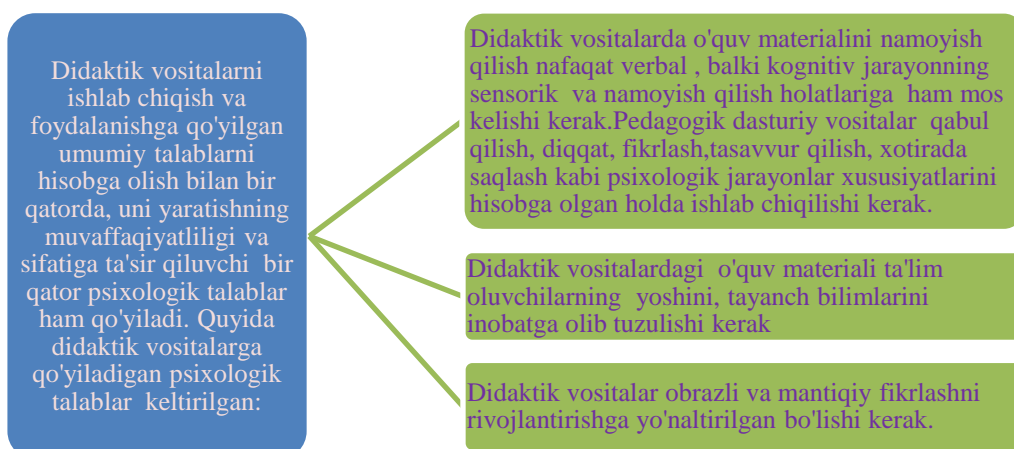 Didaktik vositalarni
ishlab chiqish va
foydalanishga qo'yilgan
umumiy talablarni
hisobga olish bilan bir
qatorda, uni yaratishning
muvaffaqiyatliligi va
sifatiga ta'sir qiluvchi bir
qator psixologik talablar
ham qo'yiladi. Quyida
didaktik vositalarga
qo'yiladigan psixologik
talablar keltirilgan:
Didaktik vositalarda o'quv materialini namoyish
qilish nafaqat verbal , balki kognitiv jarayonning
sensorik va namoyish qilish holatlariga ham mos
kelishi kerak.Pedagogik dasturiy vositalar qabul
qilish, diqqat, fikrlash,tasavvur qilish, xotirada
saqlash kabi psixologik jarayonlar xususiyatlarini
hisobga olgan holda ishlab chiqilishi kerak.
Didaktik vositalardagi o'quv materiali ta'lim
oluvchilarning yoshini, tayanch bilimlarini
inobatga olib tuzulishi kerak
Didaktik vositalar obrazli va mantiqiy fikrlashni
rivojlantirishga yo'naltirilgan bo'lishi kerak.